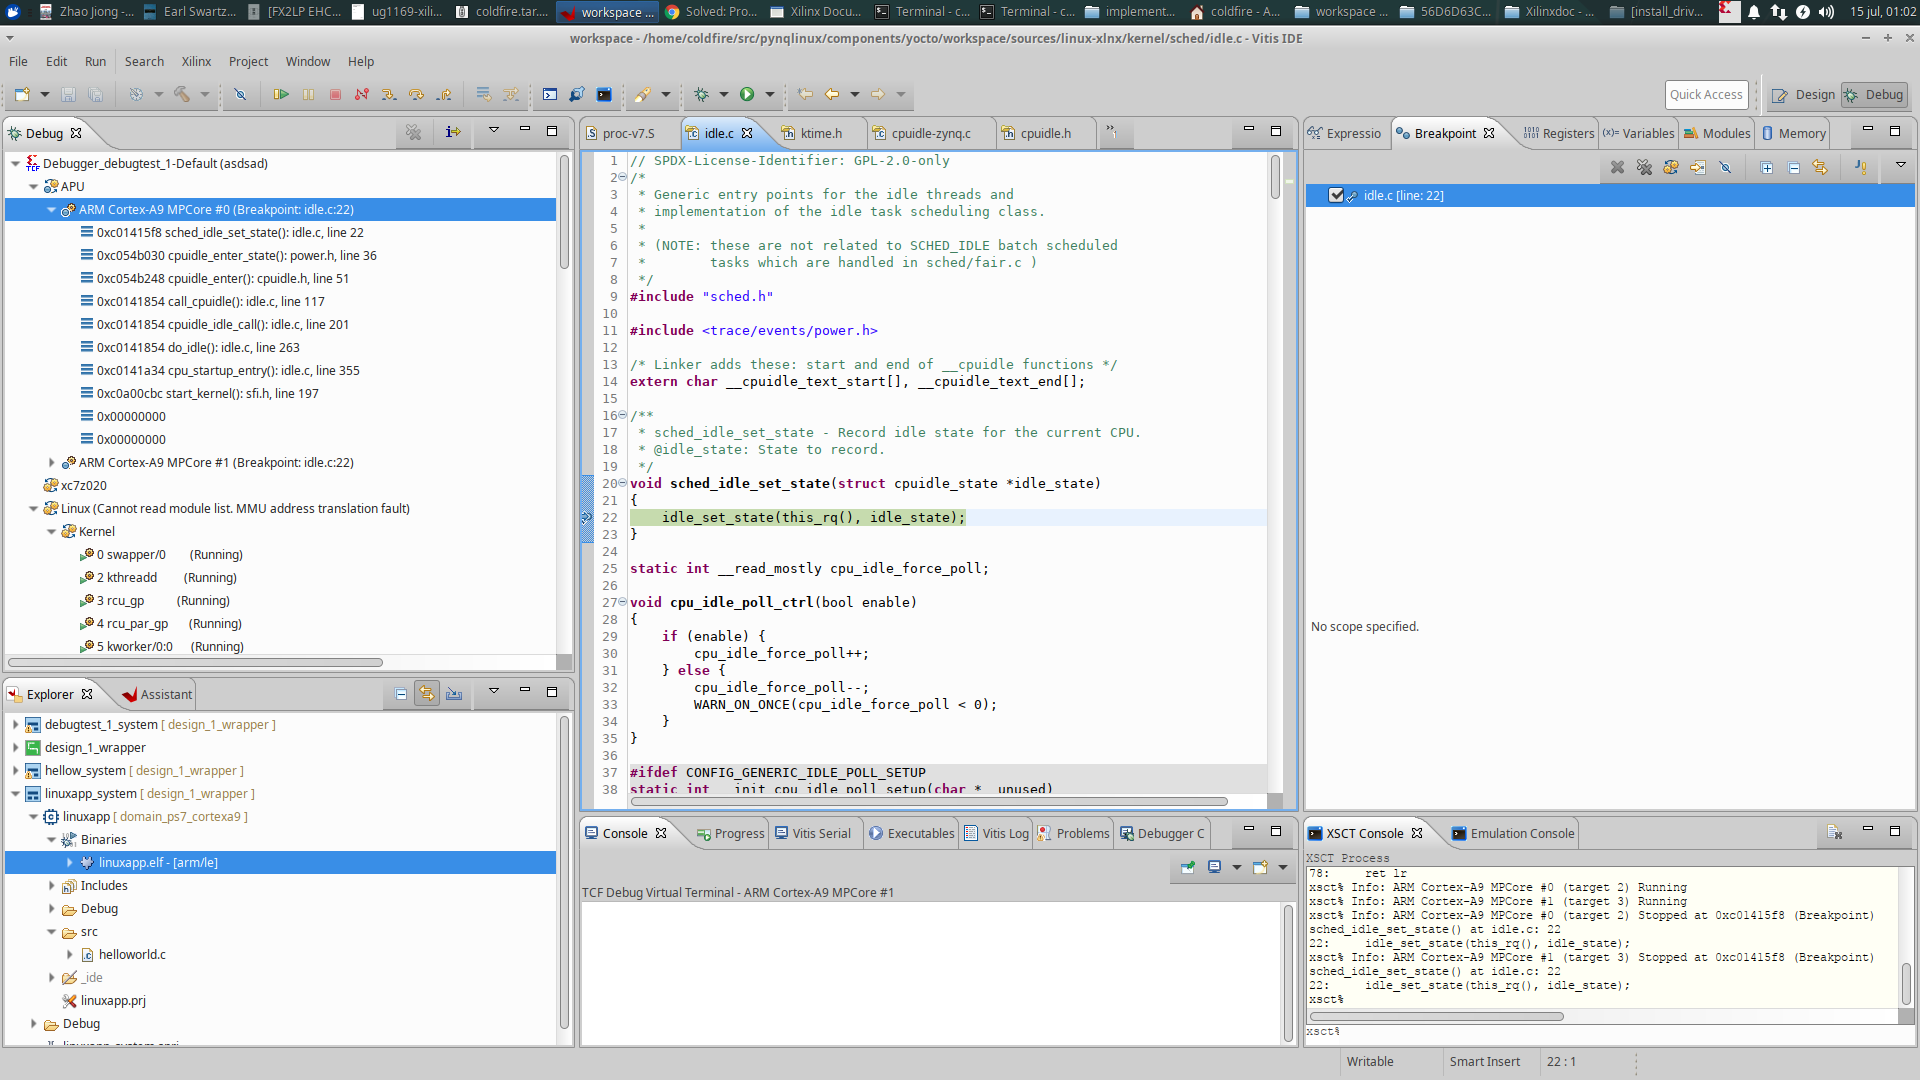 Zhao Jiong -...
Earl Swartz...
[FX2LP EHC...
ug1169-xili...
coldfire.tar....
workspace ...
Solved: Pro...
Xilinx Docu...
Terminal - c...
Terminal - c...
implement...
coldfire - A...
workspace ...
56D6D63C...
Xilinxdoc - ...
[install_driv...
15 jul, 01:02
workspace - /home/coldfire/src/pynqlinux/components/yocto/workspace/sources/linux-xlnx/kernel/sched/idle.c - Vitis IDE
File Edit Run Search Xilinx Project Window Help
Quick Access
Design
Debug
Debug
Debugger_debugtest_1-Default (asdsad)
APU
ARM Cortex-A9 MPCore #0 (Breakpoint: idle.c:22)
0xc01415f8 sched_idle_set_state(): idle.c, line 22
0xc054b030 cpuidle_enter_state(): power.h, line 36
0xc054b248 cpuidle_enter(): cpuidle.h, line 51
0xc0141854 call_cpuidle(): idle.c, line 117
0xc0141854 cpuidle_idle_call(): idle.c, line 201
0xc0141854 do_idle(): idle.c, line 263
0xc0141a34 cpu_startup_entry(): idle.c, line 355
0xc0a00cbc start_kernel(): sfi.h, line 197
0x00000000
0x00000000
ARM Cortex-A9 MPCore #1 (Breakpoint: idle.c:22)
xc7z020
Linux (Cannot read module list. MMU address translation fault)
Kernel
0 swapper/0 (Running)
2 kthreadd (Running)
3 rcu_gp (Running)
4 rcu_par_gp (Running)
5 kworker/0:0 (Running)
Explorer
Assistant
debugtest_1_system [ design_1_wrapper ]
design_1_wrapper
hellow_system [ design_1_wrapper ]
linuxapp_system [ design_1_wrapper ]
linuxapp [ domain_ps7_cortexa9 ]
Binaries
linuxapp.elf - [arm/le]
Includes
Debug
src
helloworld.c
_ide
linuxapp.prj
Debug
proc-v7.S
idle.c
ktime.h
cpuidle-zynq.c
cpuidle.h
1 // SPDX-License-Identifier: GPL-2.0-only
2 /*
3 * Generic entry points for the idle threads and
4 * implementation of the idle task scheduling class.
5 *
6 * (NOTE: these are not related to SCHED_IDLE batch scheduled
7 * tasks which are handled in sched/fair.c )
8 */
9 #include "sched.h"
10
11 #include <trace/events/power.h>
12
13 /* Linker adds these: start and end of __cpuidle functions */
14 extern char __cpuidle_text_start[], __cpuidle_text_end[];
15
16 /**
17 * sched_idle_set_state - Record idle state for the current CPU.
18 * @idle_state: State to record.
19 */
20 void sched_idle_set_state(struct cpuidle_state *idle_state)
21 {
22 idle_set_state(this_rq(), idle_state);
23 }
24
25 static int __read_mostly cpu_idle_force_poll;
26
27 void cpu_idle_poll_ctrl(bool enable)
28 {
29 if (enable) {
30 cpu_idle_force_poll++;
31 } else {
32 cpu_idle_force_poll--;
33 WARN_ON_ONCE(cpu_idle_force_poll < 0);
34 }
35 }
36
37 #ifdef CONFIG_GENERIC_IDLE_POLL_SETUP
38 static int __init cpu_idle_poll_setup(char *__unused)
Console
Progress
Vitis Serial
Executables
Vitis Log
Problems
Debugger C
TCF Debug Virtual Terminal - ARM Cortex-A9 MPCore #1
Expressio
Breakpoint
Registers
Variables
Modules
Memory
idle.c [line: 22]
No scope specified.
XSCT Console
Emulation Console
XSCT Process
78: ret lr
xsct% Info: ARM Cortex-A9 MPCore #0 (target 2) Running
xsct% Info: ARM Cortex-A9 MPCore #1 (target 3) Running
xsct% Info: ARM Cortex-A9 MPCore #0 (target 2) Stopped at 0xc01415f8 (Breakpoint)
sched_idle_set_state() at idle.c: 22
22: idle_set_state(this_rq(), idle_state);
xsct% Info: ARM Cortex-A9 MPCore #1 (target 3) Stopped at 0xc01415f8 (Breakpoint)
sched_idle_set_state() at idle.c: 22
22: idle_set_state(this_rq(), idle_state);
xsct%
xsct%
Writable
Smart Insert
22 : 1